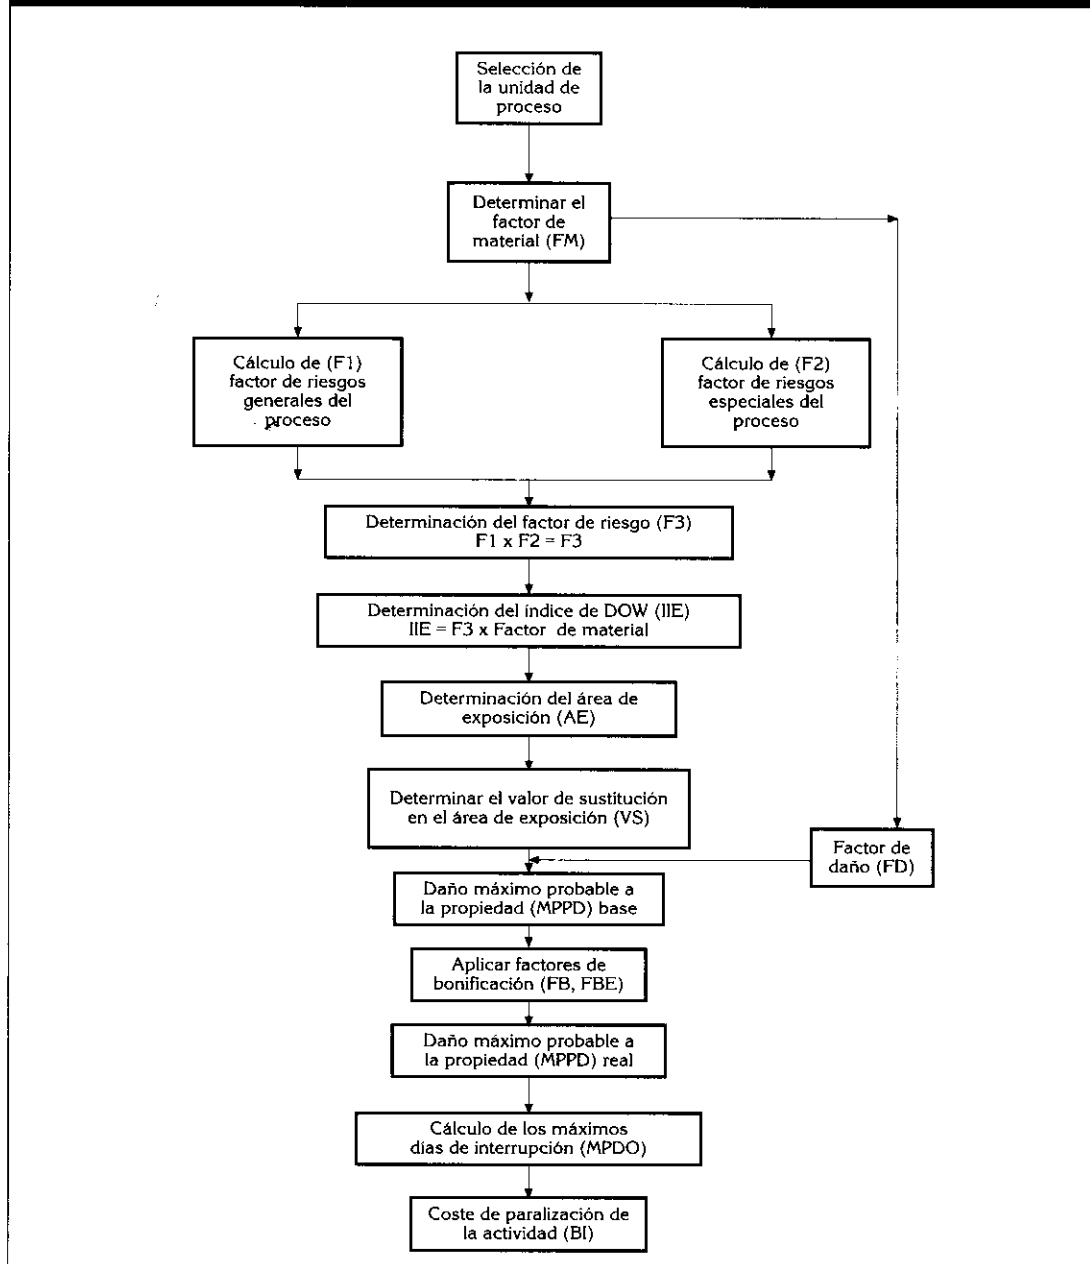 Selección de
la unidad de
proceso
Determinar el
factor de
material (FM)
Cálculo de (F1)
factor de riesgos
generales del
proceso
Cálculo de (F2)
factor de riesgos
especiales del
proceso
Determinación del factor de riesgo (F3)
F1 x F2 = F3
Determinación del índice de DOW (IIE)
IIE = F3 x Factor de material
Determinación del área de
exposición (AE)
Determinar el valor de sustitución
en el área de exposición (VS)
Factor de
daño (FD)
Daño máximo probable a
la propiedad (MPPD) base
Aplicar factores de
bonificación (FB, FBE)
Daño máximo probable a
la propiedad (MPPD) real
Cálculo de los máximos
días de interrupción (MPDO)
Coste de paralización de
la actividad (BI)